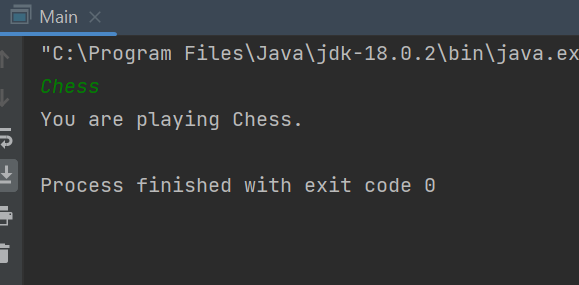 Main
"C:\Program Files\Java\jdk-18.0.2\bin\java.ex
Chess
You are playing Chess.
Process finished with exit code 0